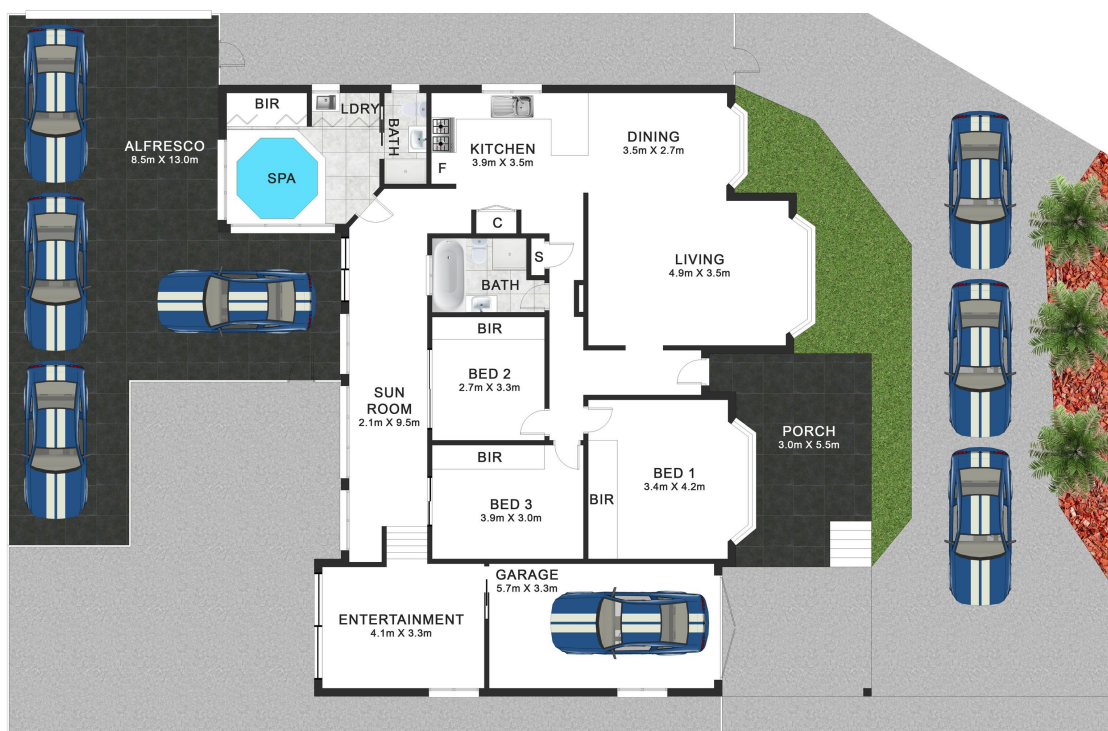 BIR
LDRY
BATH
ALFRESCO
8.5m X 13.0m
SPA
KITCHEN
3.9m X 3.5m
F
DINING
3.5m X 2.7m
C
S
LIVING
4.9m X 3.5m
BATH
BIR
BED 2
2.7m X 3.3m
SUN
ROOM
2.1m X 9.5m
BIR
BED 3
3.9m X 3.0m
BED 1
3.4m X 4.2m
BIR
PORCH
3.0m X 5.5m
GARAGE
5.7m X 3.3m
ENTERTAINMENT
4.1m X 3.3m